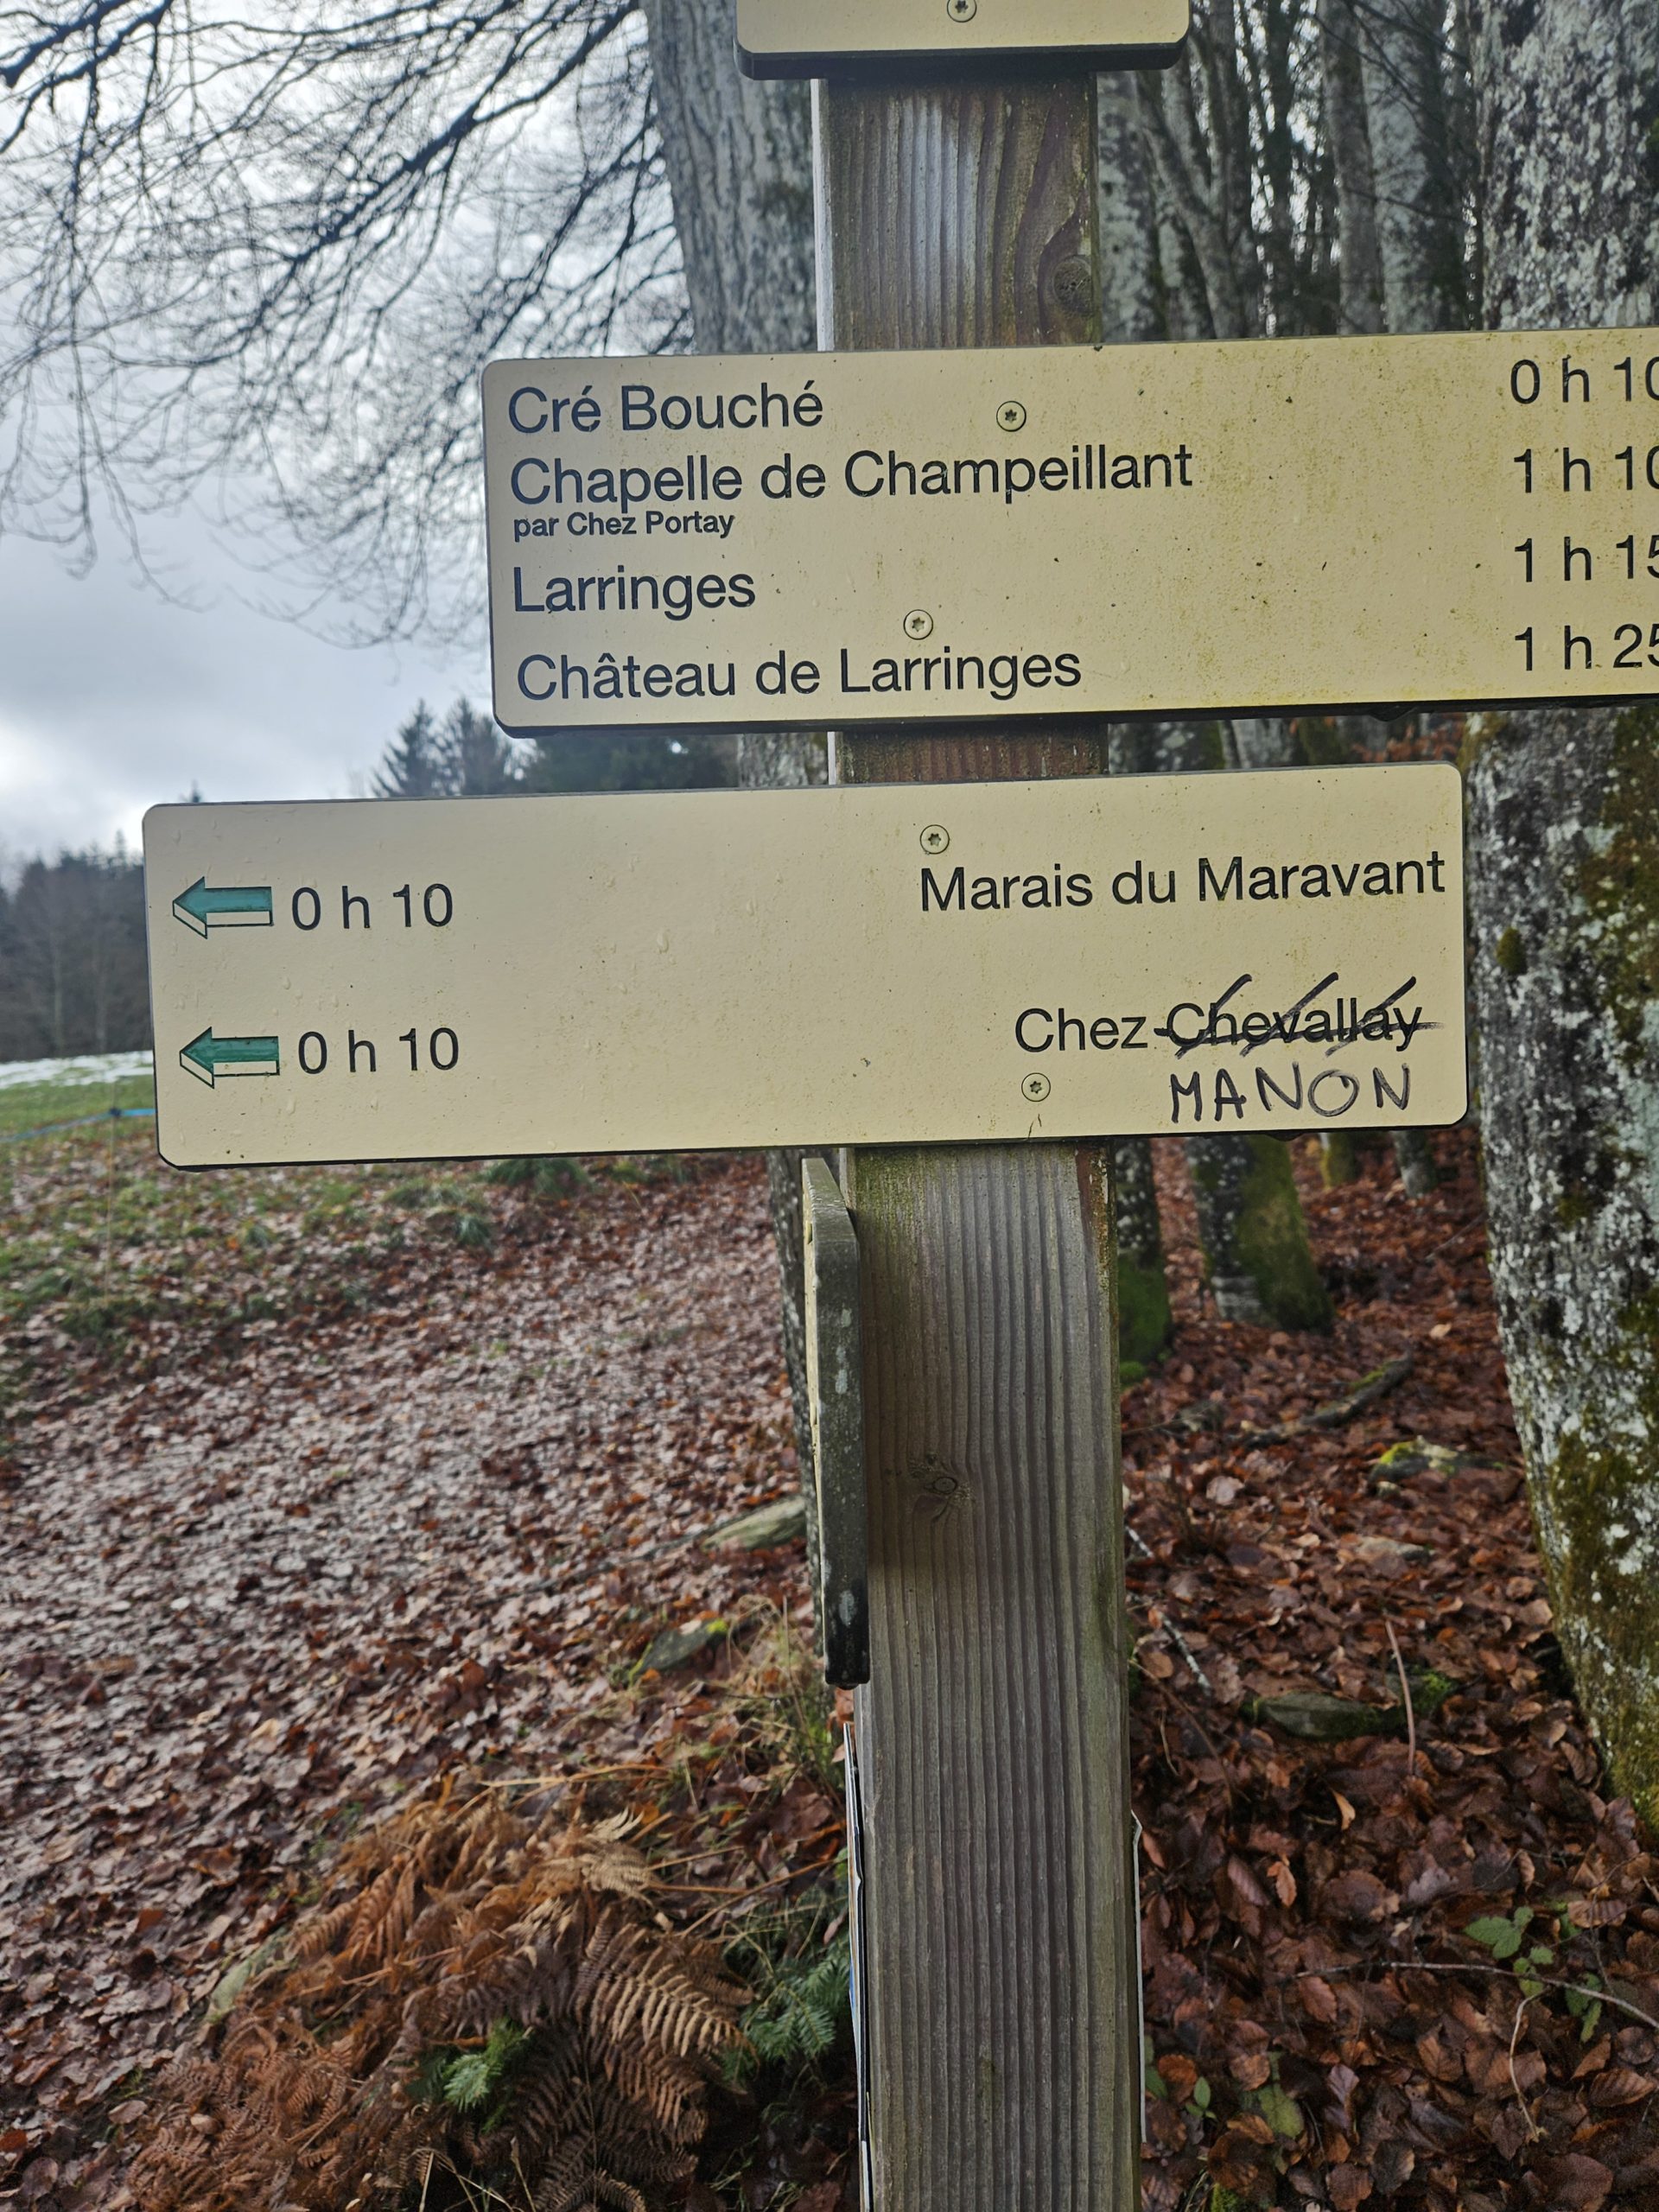 Cré Bouché 0 h 10
Chapelle de Champeillant 1 h 10
par Chez Portay
Larringes 1 h 15
Château de Larringes 1 h 25
0 h 10 Marais du Maravant
0 h 10 Chez Chevallay
MANON